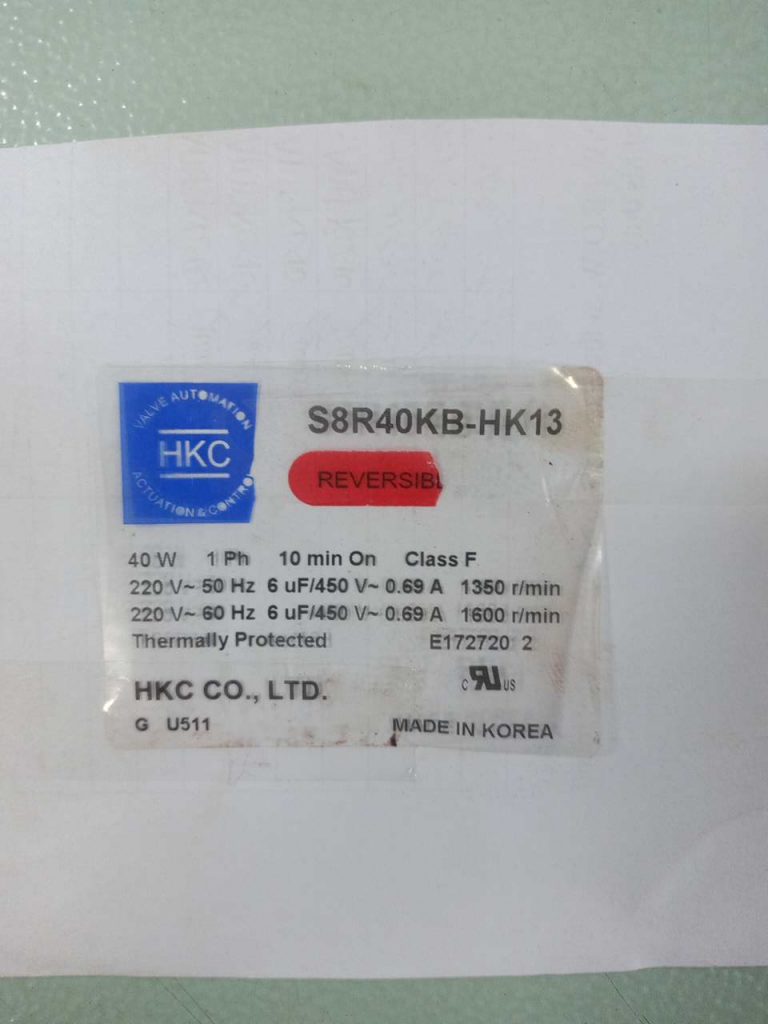 VALVE AUTOMATION
HKC
ACTUATION & CONTRO
S8R40KB-HK13
REVERSIBL
40 W 1 Ph 10 min On Class F
220 V~ 50 Hz 6 uF/450 V~ 0.69 A 1350 r/min
220 V~ 60 Hz 6 uF/450 V~ 0.69 A 1600 r/min
Thermally Protected E172720 2
HKC CO., LTD.
c RU US
G U511
MADE IN KOREA